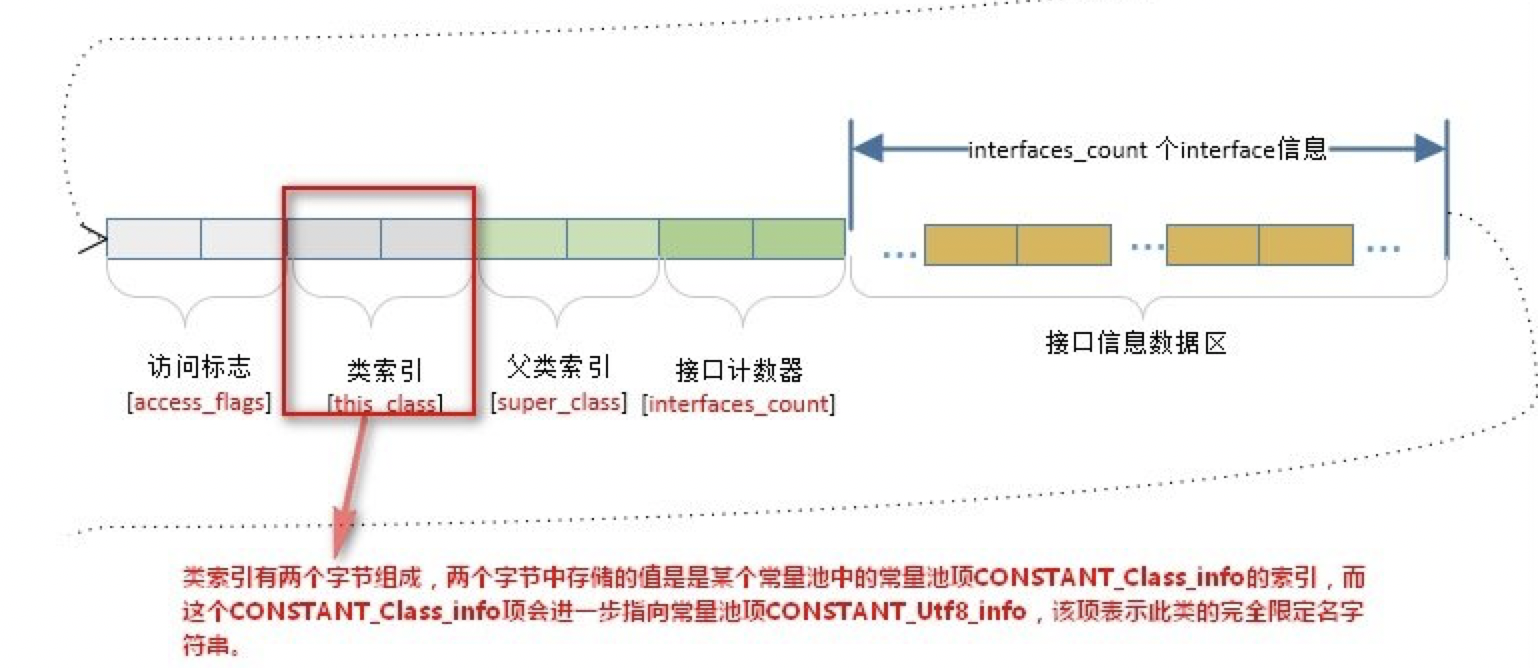 interfaces_count 个interface信息
... ... ...
访问标志 类索引 父类索引 接口计数器 接口信息数据区
[access_flags] [this_class] [super_class] [interfaces_count]
类索引有两个字节组成，两个字节中存储的值是是某个常量池中的常量池项CONSTANT_Class_info的索引，而
这个CONSTANT_Class_info项会进一步指向常量池项CONSTANT_Utf8_info，该项表示此类的完全限定名字
符串。